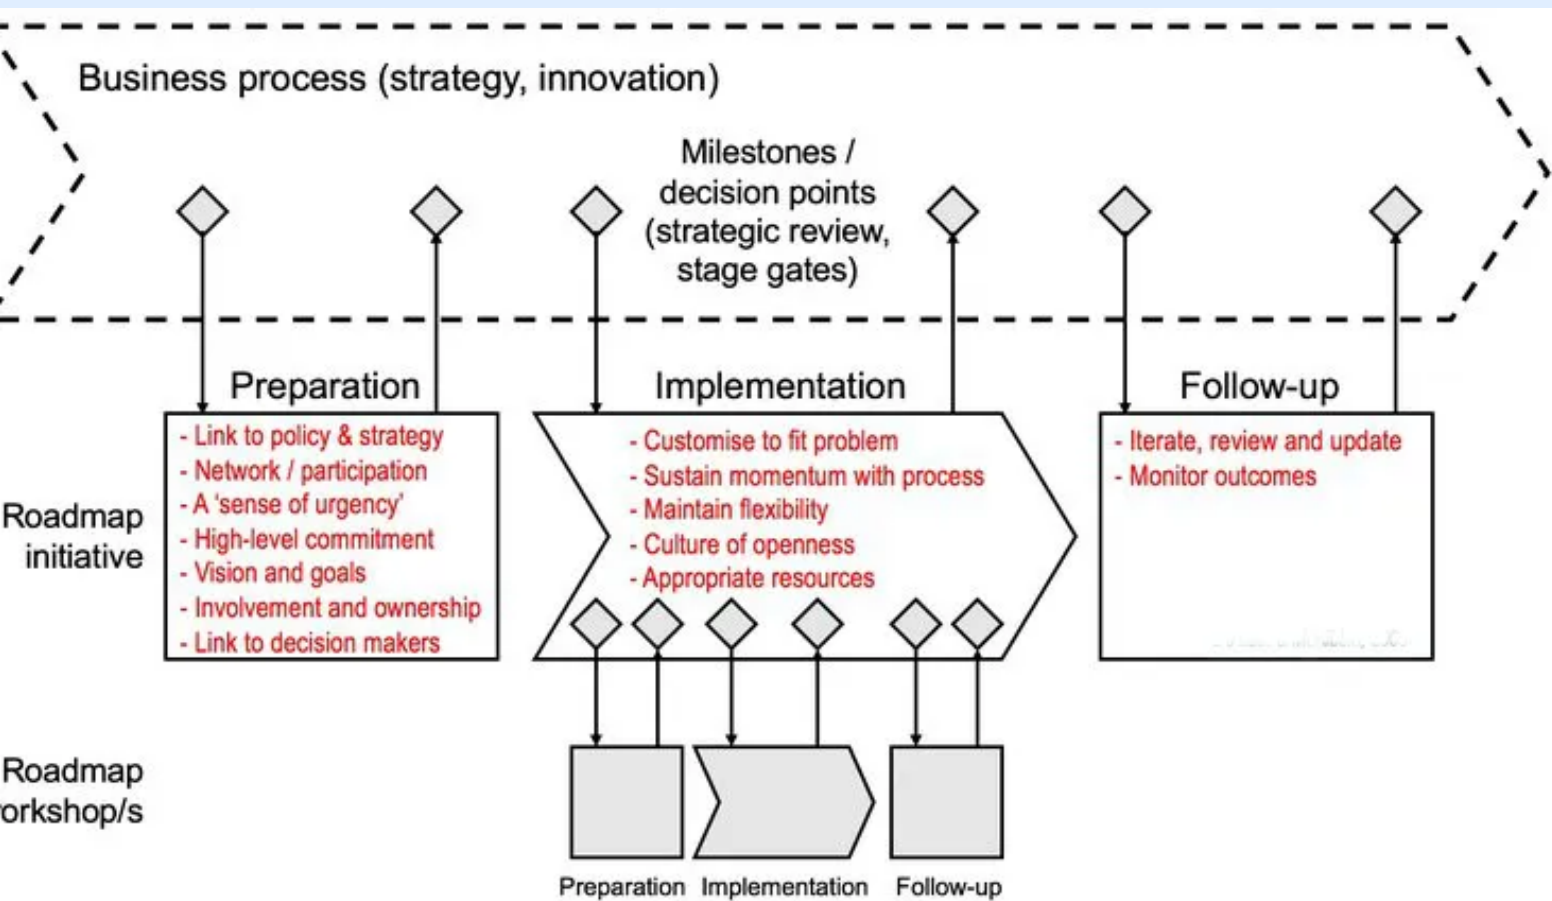 Business process (strategy, innovation)
Milestones /
decision points
(strategic review,
stage gates)
Preparation
Implementation
Follow-up
Roadmap
initiative
- Link to policy & strategy
- Network / participation
- A 'sense of urgency'
- High-level commitment
- Vision and goals
- Involvement and ownership
- Link to decision makers
- Customise to fit problem
- Sustain momentum with process
- Maintain flexibility
- Culture of openness
- Appropriate resources
- Iterate, review and update
- Monitor outcomes
Roadmap
orkshop/s
Preparation
Implementation
Follow-up